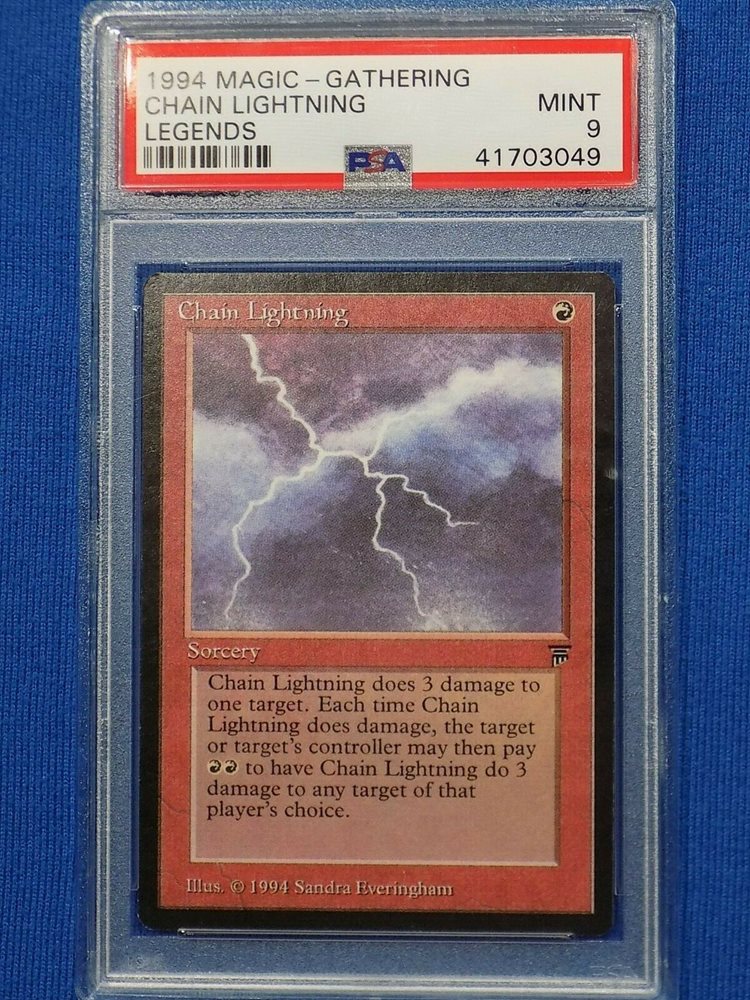 1994 MAGIC – GATHERING
CHAIN LIGHTNING MINT
LEGENDS 9
PSA 41703049
Chain Lightning
Sorcery
Chain Lightning does 3 damage to
one target. Each time Chain
Lightning does damage, the target
or target's controller may then pay
to have Chain Lightning do 3
damage to any target of that
player's choice.
Illus. © 1994 Sandra Everingham